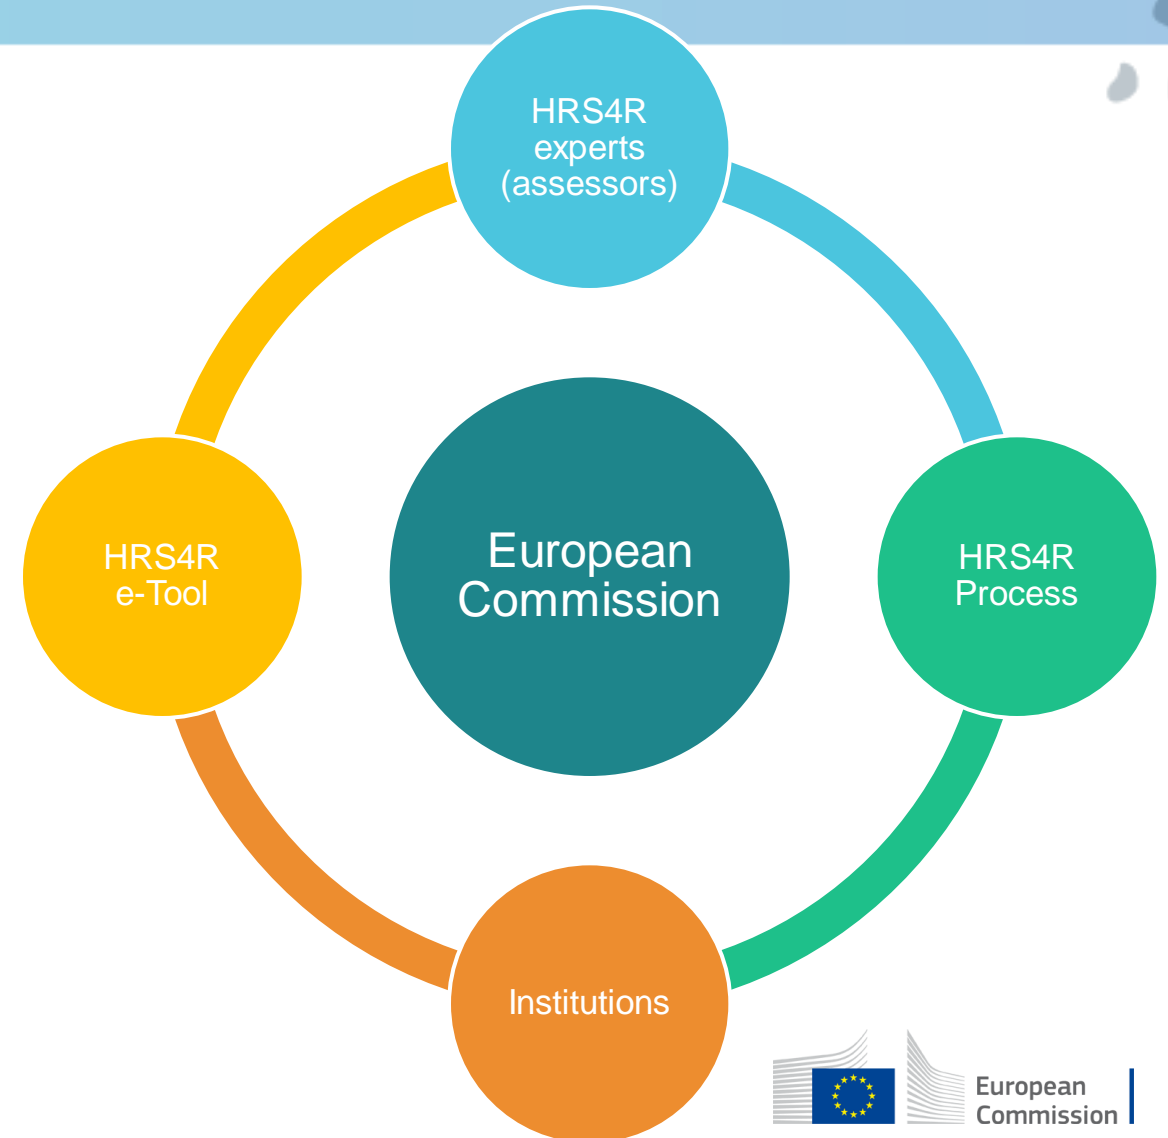 HRS4R
experts
(assessors)
HRS4R
e-Tool
European
Commission
HRS4R
Process
Institutions
European
Commission